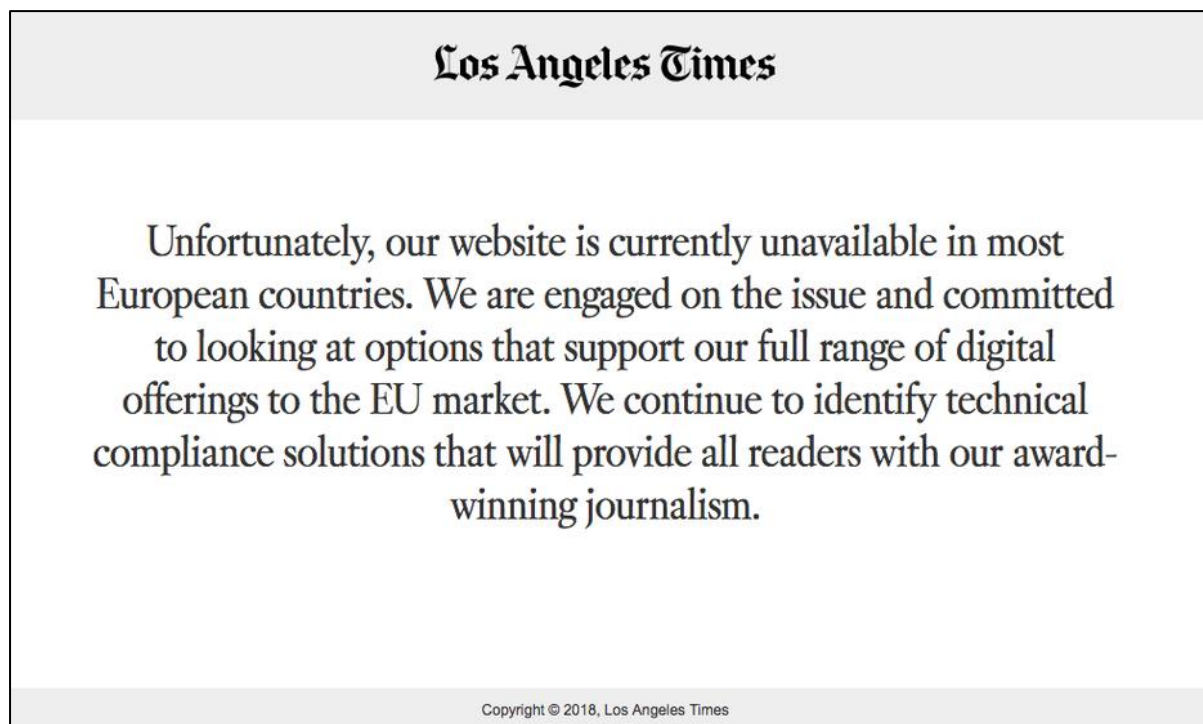 Los Angeles Times
Unfortunately, our website is currently unavailable in most
European countries. We are engaged on the issue and committed
to looking at options that support our full range of digital
offerings to the EU market. We continue to identify technical
compliance solutions that will provide all readers with our award-
winning journalism.
Copyright © 2018, Los Angeles Times